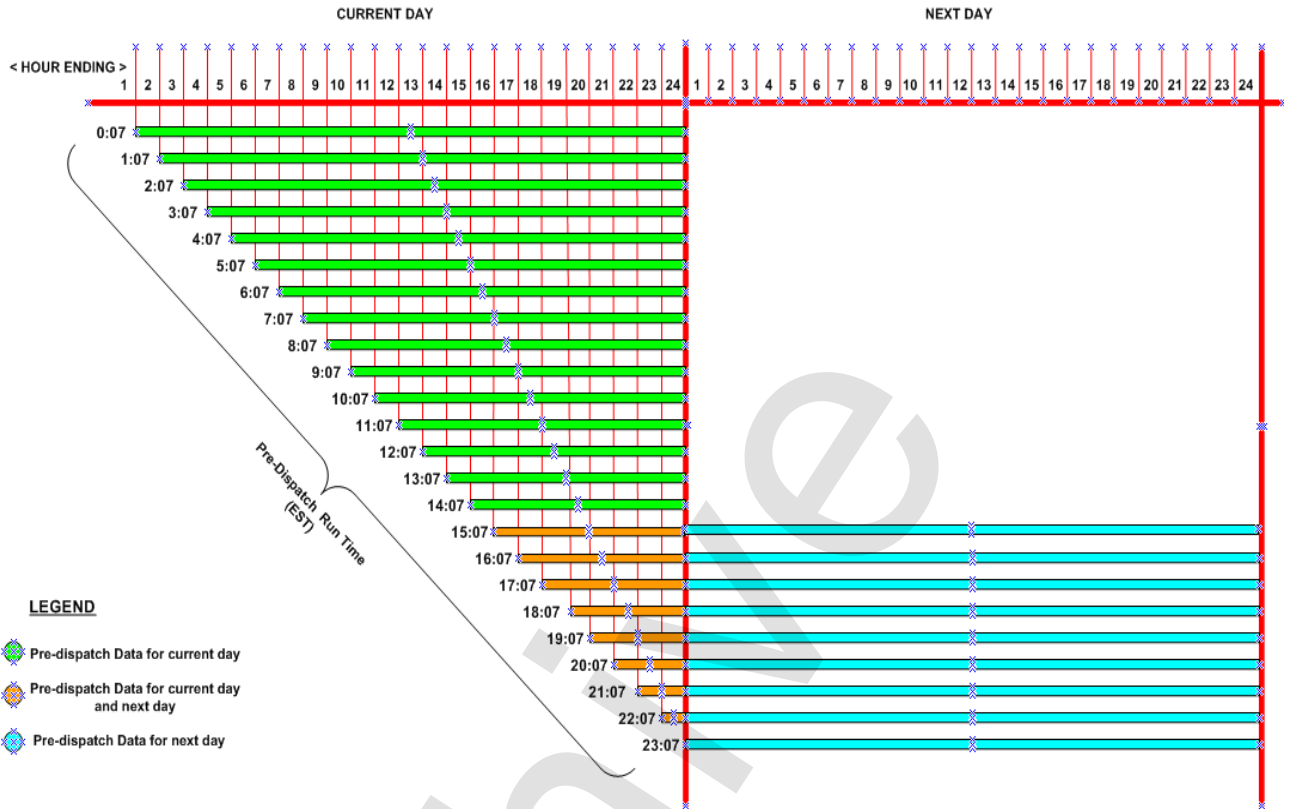 CURRENT DAY NEXT DAY
< HOUR ENDING >
1 2 3 4 5 6 7 8 9 10 11 12 13 14 15 16 17 18 19 20 21 22 23 24 1 2 3 4 5 6 7 8 9 10 11 12 13 14 15 16 17 18 19 20 21 22 23 24
0:07
1:07
2:07
3:07
4:07
5:07
6:07
7:07
8:07
9:07
10:07
11:07
12:07
13:07
14:07
15:07
16:07
17:07
18:07
19:07
20:07
21:07
22:07
23:07
Pre-Dispatch Run Time
(EST)
LEGEND
Pre-dispatch Data for current day
Pre-dispatch Data for current day
and next day
Pre-dispatch Data for next day
hive